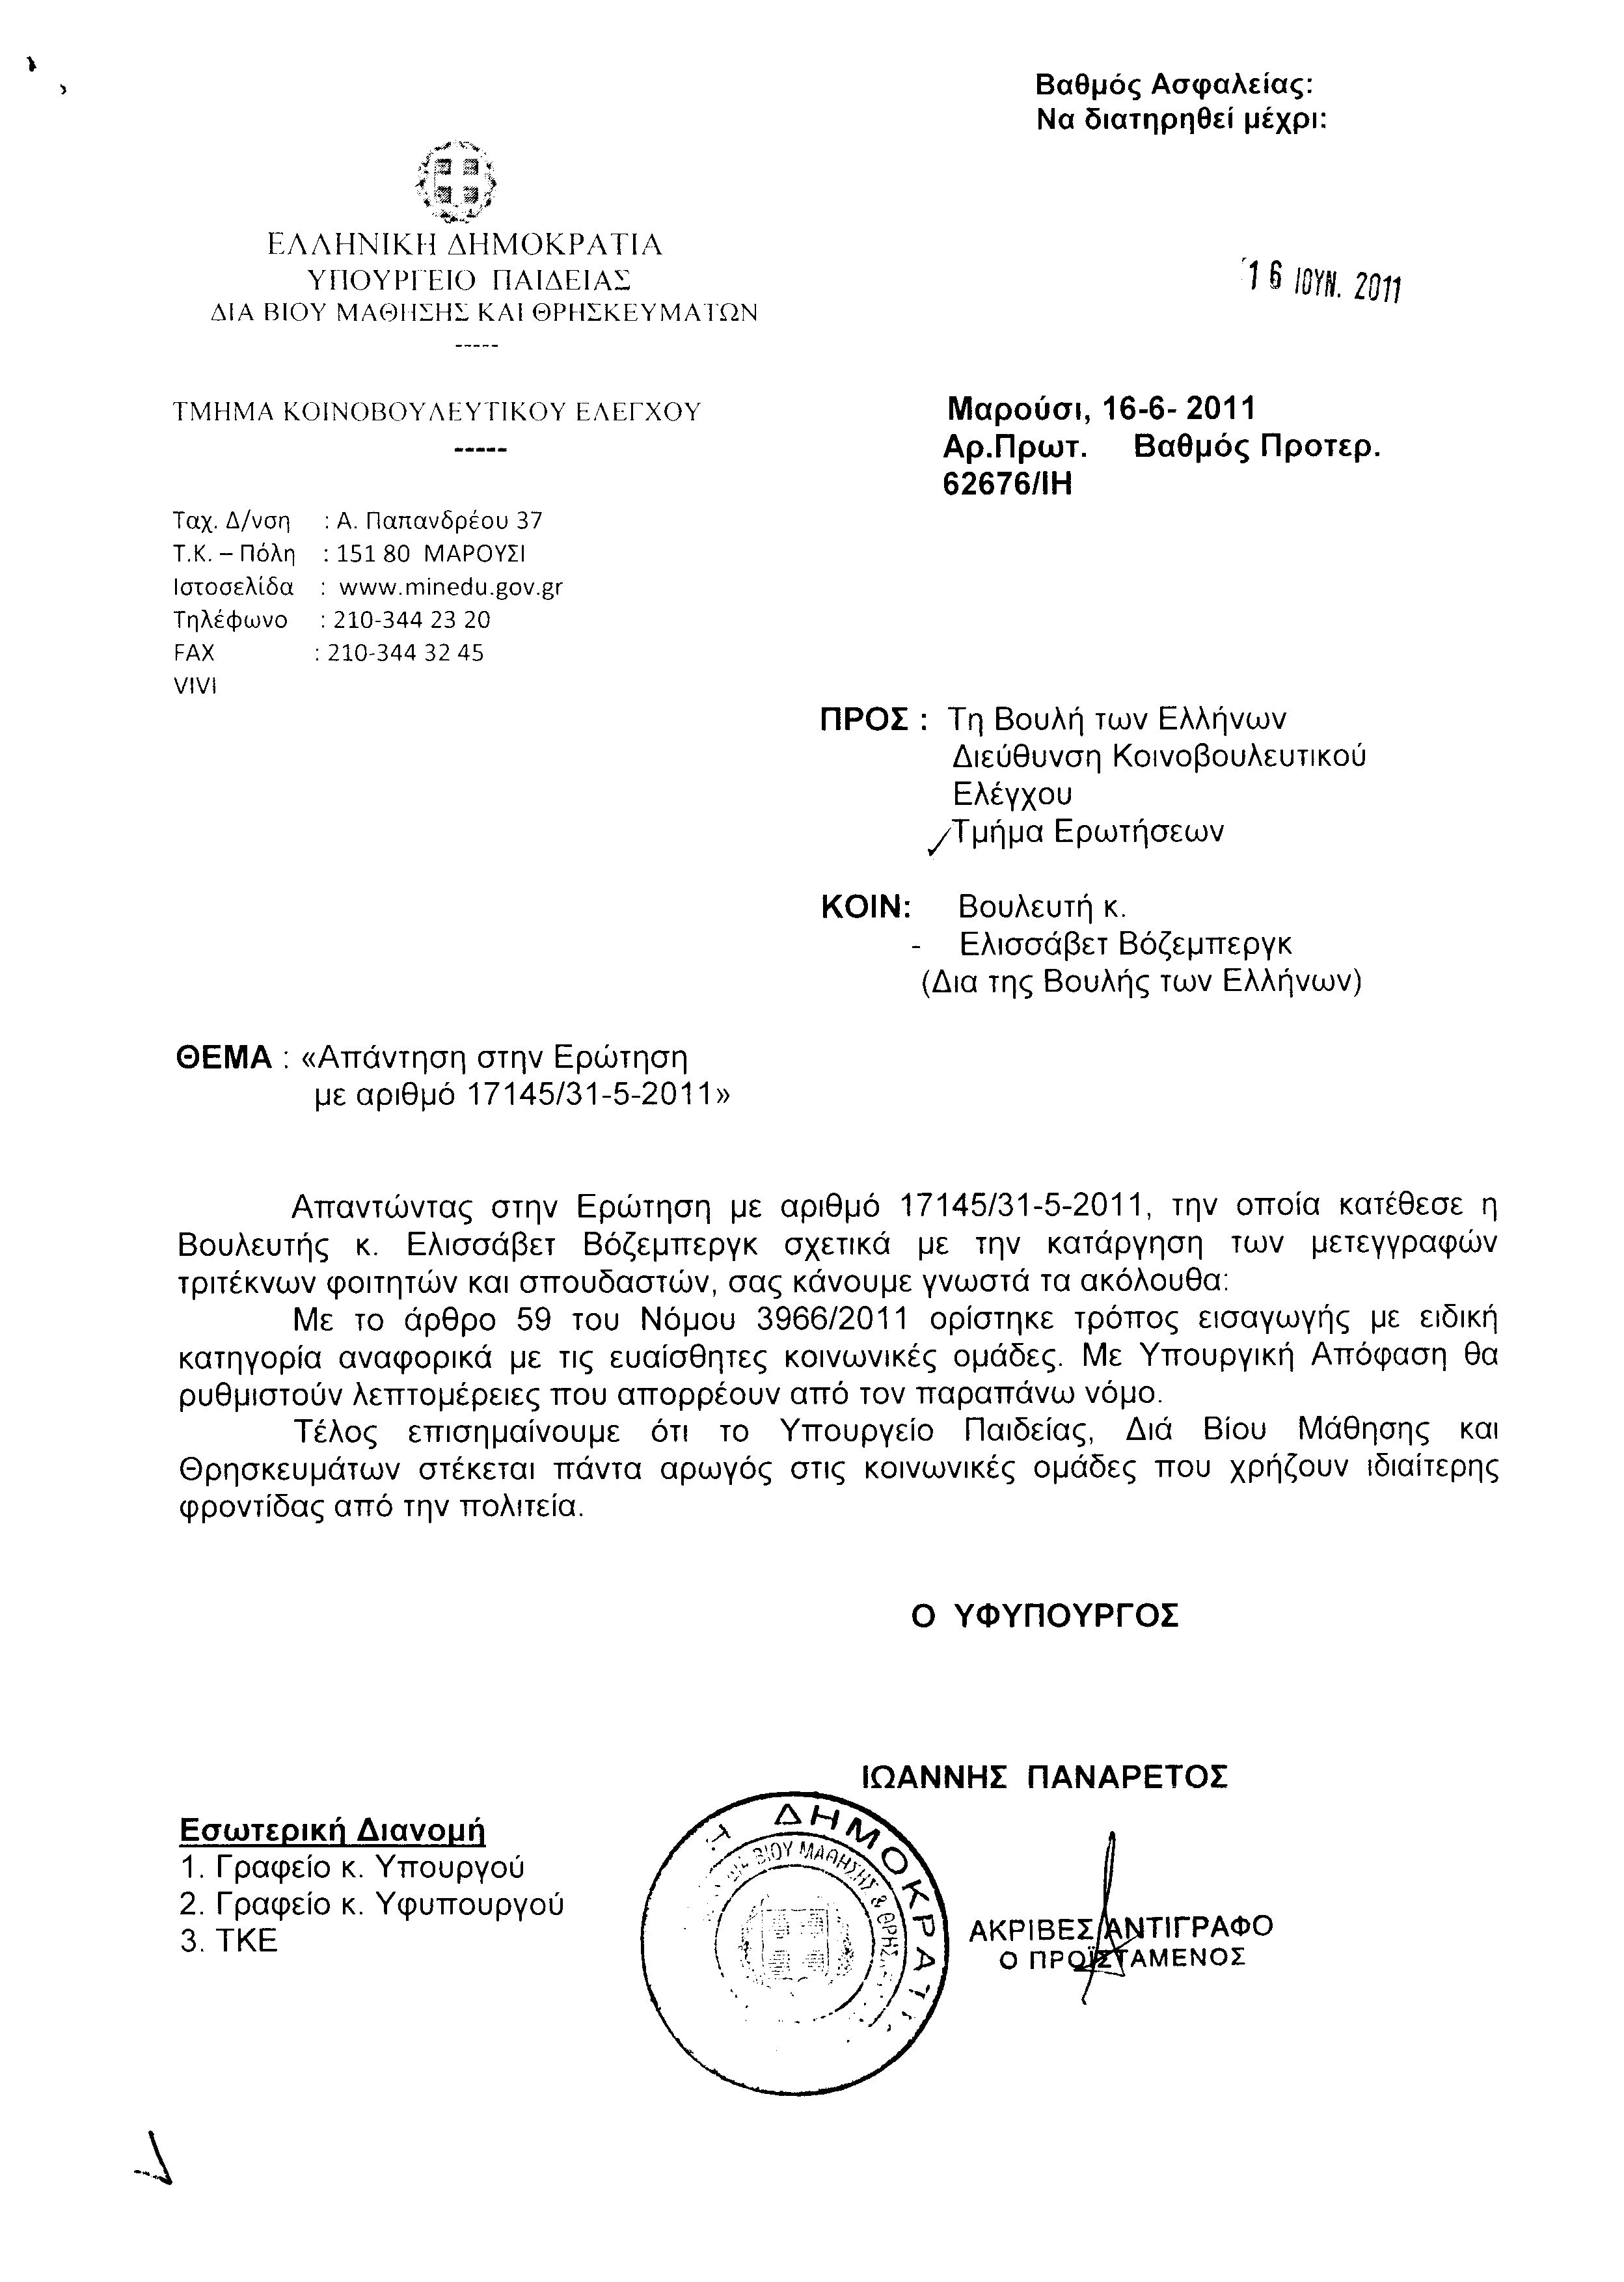 Βαθμός Ασφαλείας:
Να διατηρηθεί μέχρι:
ΕΛΛΗΝΙΚΗ ΔΗΜΟΚΡΑΤΙΑ
ΥΠΟΥΡΓΕΙΟ ΠΑΙΔΕΙΑΣ
ΔΙΑ ΒΙΟΥ ΜΑΘΗΣΗΣ ΚΑΙ ΘΡΗΣΚΕΥΜΑΤΩΝ
-----
16 ΙΟΥΝ. 2011
ΤΜΗΜΑ ΚΟΙΝΟΒΟΥΛΕΥΤΙΚΟΥ ΕΛΕΓΧΟΥ
-----
Μαρούσι, 16-6- 2011
Αρ.Πρωτ. Βαθμός Προτερ.
62676/ΙΗ
Ταχ. Δ/νση : Α. Παπανδρέου 37
Τ.Κ. – Πόλη : 151 80 ΜΑΡΟΥΣΙ
Ιστοσελίδα : www.minedu.gov.gr
Τηλέφωνο : 210-344 23 20
FAX : 210-344 32 45
VIVI
ΠΡΟΣ : Τη Βουλή των Ελλήνων
Διεύθυνση Κοινοβουλευτικού
Ελέγχου
Τμήμα Ερωτήσεων
ΚΟΙΝ: Βουλευτή κ.
- Ελισσάβετ Βόζεμπεργκ
(Δια της Βουλής των Ελλήνων)
ΘΕΜΑ : «Απάντηση στην Ερώτηση
με αριθμό 17145/31-5-2011»
Απαντώντας στην Ερώτηση με αριθμό 17145/31-5-2011, την οποία κατέθεσε η
Βουλευτής κ. Ελισσάβετ Βόζεμπεργκ σχετικά με την κατάργηση των μετεγγραφών
τριτέκνων φοιτητών και σπουδαστών, σας κάνουμε γνωστά τα ακόλουθα:
Με το άρθρο 59 του Νόμου 3966/2011 ορίστηκε τρόπος εισαγωγής με ειδική
κατηγορία αναφορικά με τις ευαίσθητες κοινωνικές ομάδες. Με Υπουργική Απόφαση θα
ρυθμιστούν λεπτομέρειες που απορρέουν από τον παραπάνω νόμο.
Τέλος επισημαίνουμε ότι το Υπουργείο Παιδείας, Διά Βίου Μάθησης και
Θρησκευμάτων στέκεται πάντα αρωγός στις κοινωνικές ομάδες που χρήζουν ιδιαίτερης
φροντίδας από την πολιτεία.
Ο ΥΦΥΠΟΥΡΓΟΣ
ΙΩΑΝΝΗΣ ΠΑΝΑΡΕΤΟΣ
Εσωτερική Διανομή
1. Γραφείο κ. Υπουργού
2. Γραφείο κ. Υφυπουργού
3. ΤΚΕ
ΔΗΜΟΚΡΑΤΙ
ΒΙΟΥ ΜΑΘΗΣΗΣ & ΘΡΗΣ
ΑΚΡΙΒΕΣ ΑΝΤΙΓΡΑΦΟ
Ο ΠΡΟΪΣΤΑΜΕΝΟΣ